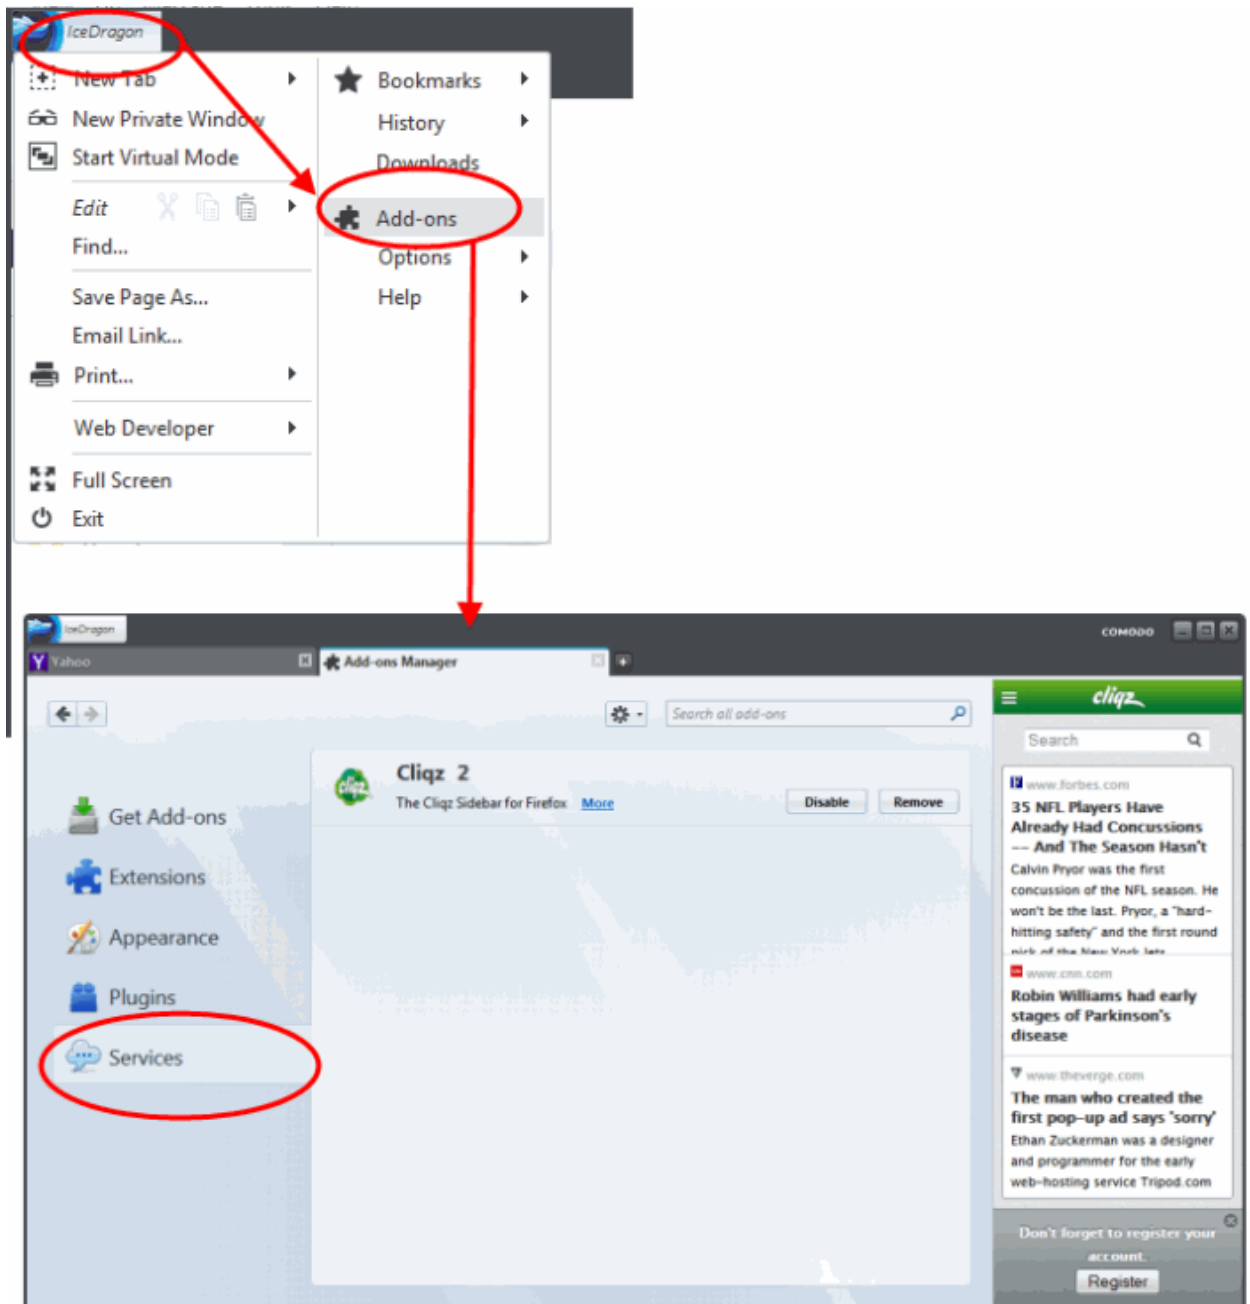 IceDragon
New Tab
New Private Window
Start Virtual Mode
Edit
Find...
Save Page As...
Email Link...
Print...
Web Developer
Full Screen
Exit
Bookmarks
History
Downloads
Add-ons
Options
Help
IceDragon
COMODO
Yahoo
Add-ons Manager
Search all add-ons
Get Add-ons
Extensions
Appearance
Plugins
Services
Cliqz 2
The Cliqz Sidebar for Firefox More
Disable
Remove
cliqz
Search
www.forbes.com
35 NFL Players Have
Already Had Concussions
-- And The Season Hasn't
Calvin Pryor was the first
concussion of the NFL season. He
won't be the last. Pryor, a "hard-
hitting safety" and the first round
pick of the New York Jets
www.cnn.com
Robin Williams had early
stages of Parkinson's
disease
www.theverge.com
The man who created the
first pop-up ad says 'sorry'
Ethan Zuckerman was a designer
and programmer for the early
web-hosting service Tripod.com
Don't forget to register your
account.
Register